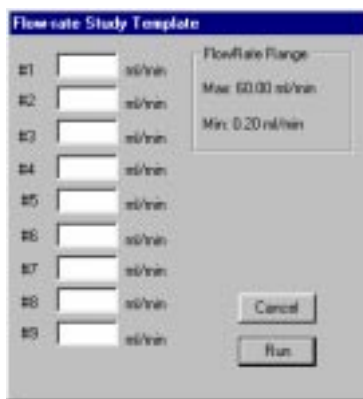 Flow-rate Study Template
#1 ml/min
#2 ml/min
#3 ml/min
#4 ml/min
#5 ml/min
#6 ml/min
#7 ml/min
#8 ml/min
#9 ml/min
FlowRate Range
Max: 60.00 ml/min
Min: 0.20 ml/min
Cancel
Run